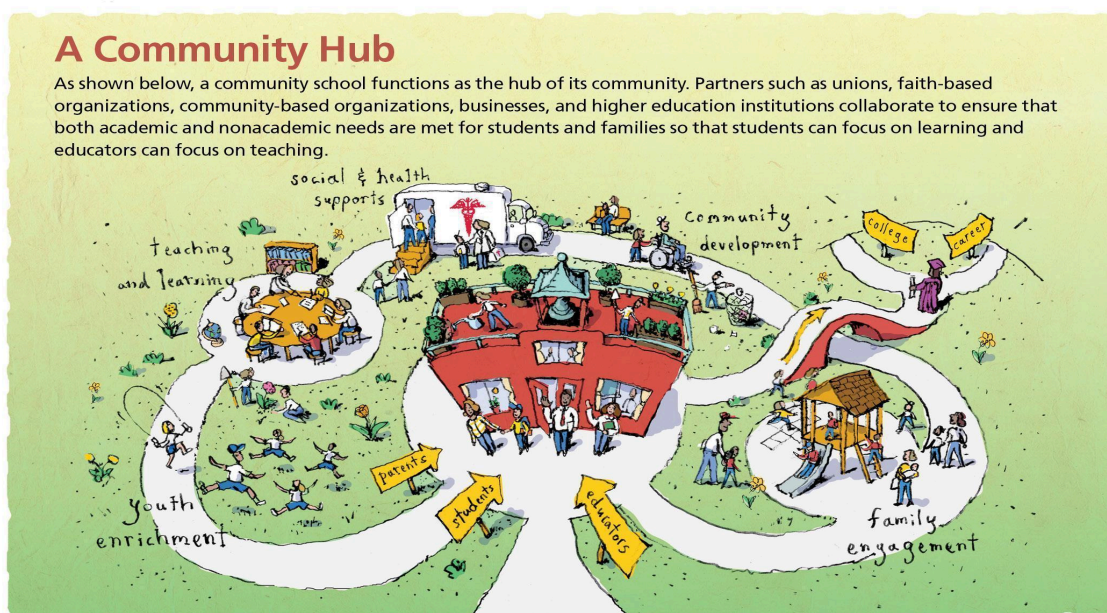 A Community Hub
As shown below, a community school functions as the hub of its community. Partners such as unions, faith-based
organizations, community-based organizations, businesses, and higher education institutions collaborate to ensure that
both academic and nonacademic needs are met for students and families so that students can focus on learning and
educators can focus on teaching.
social & health
supports
teaching
and learning
community
development
college
career
parents
students
educators
youth
enrichment
family
engagement